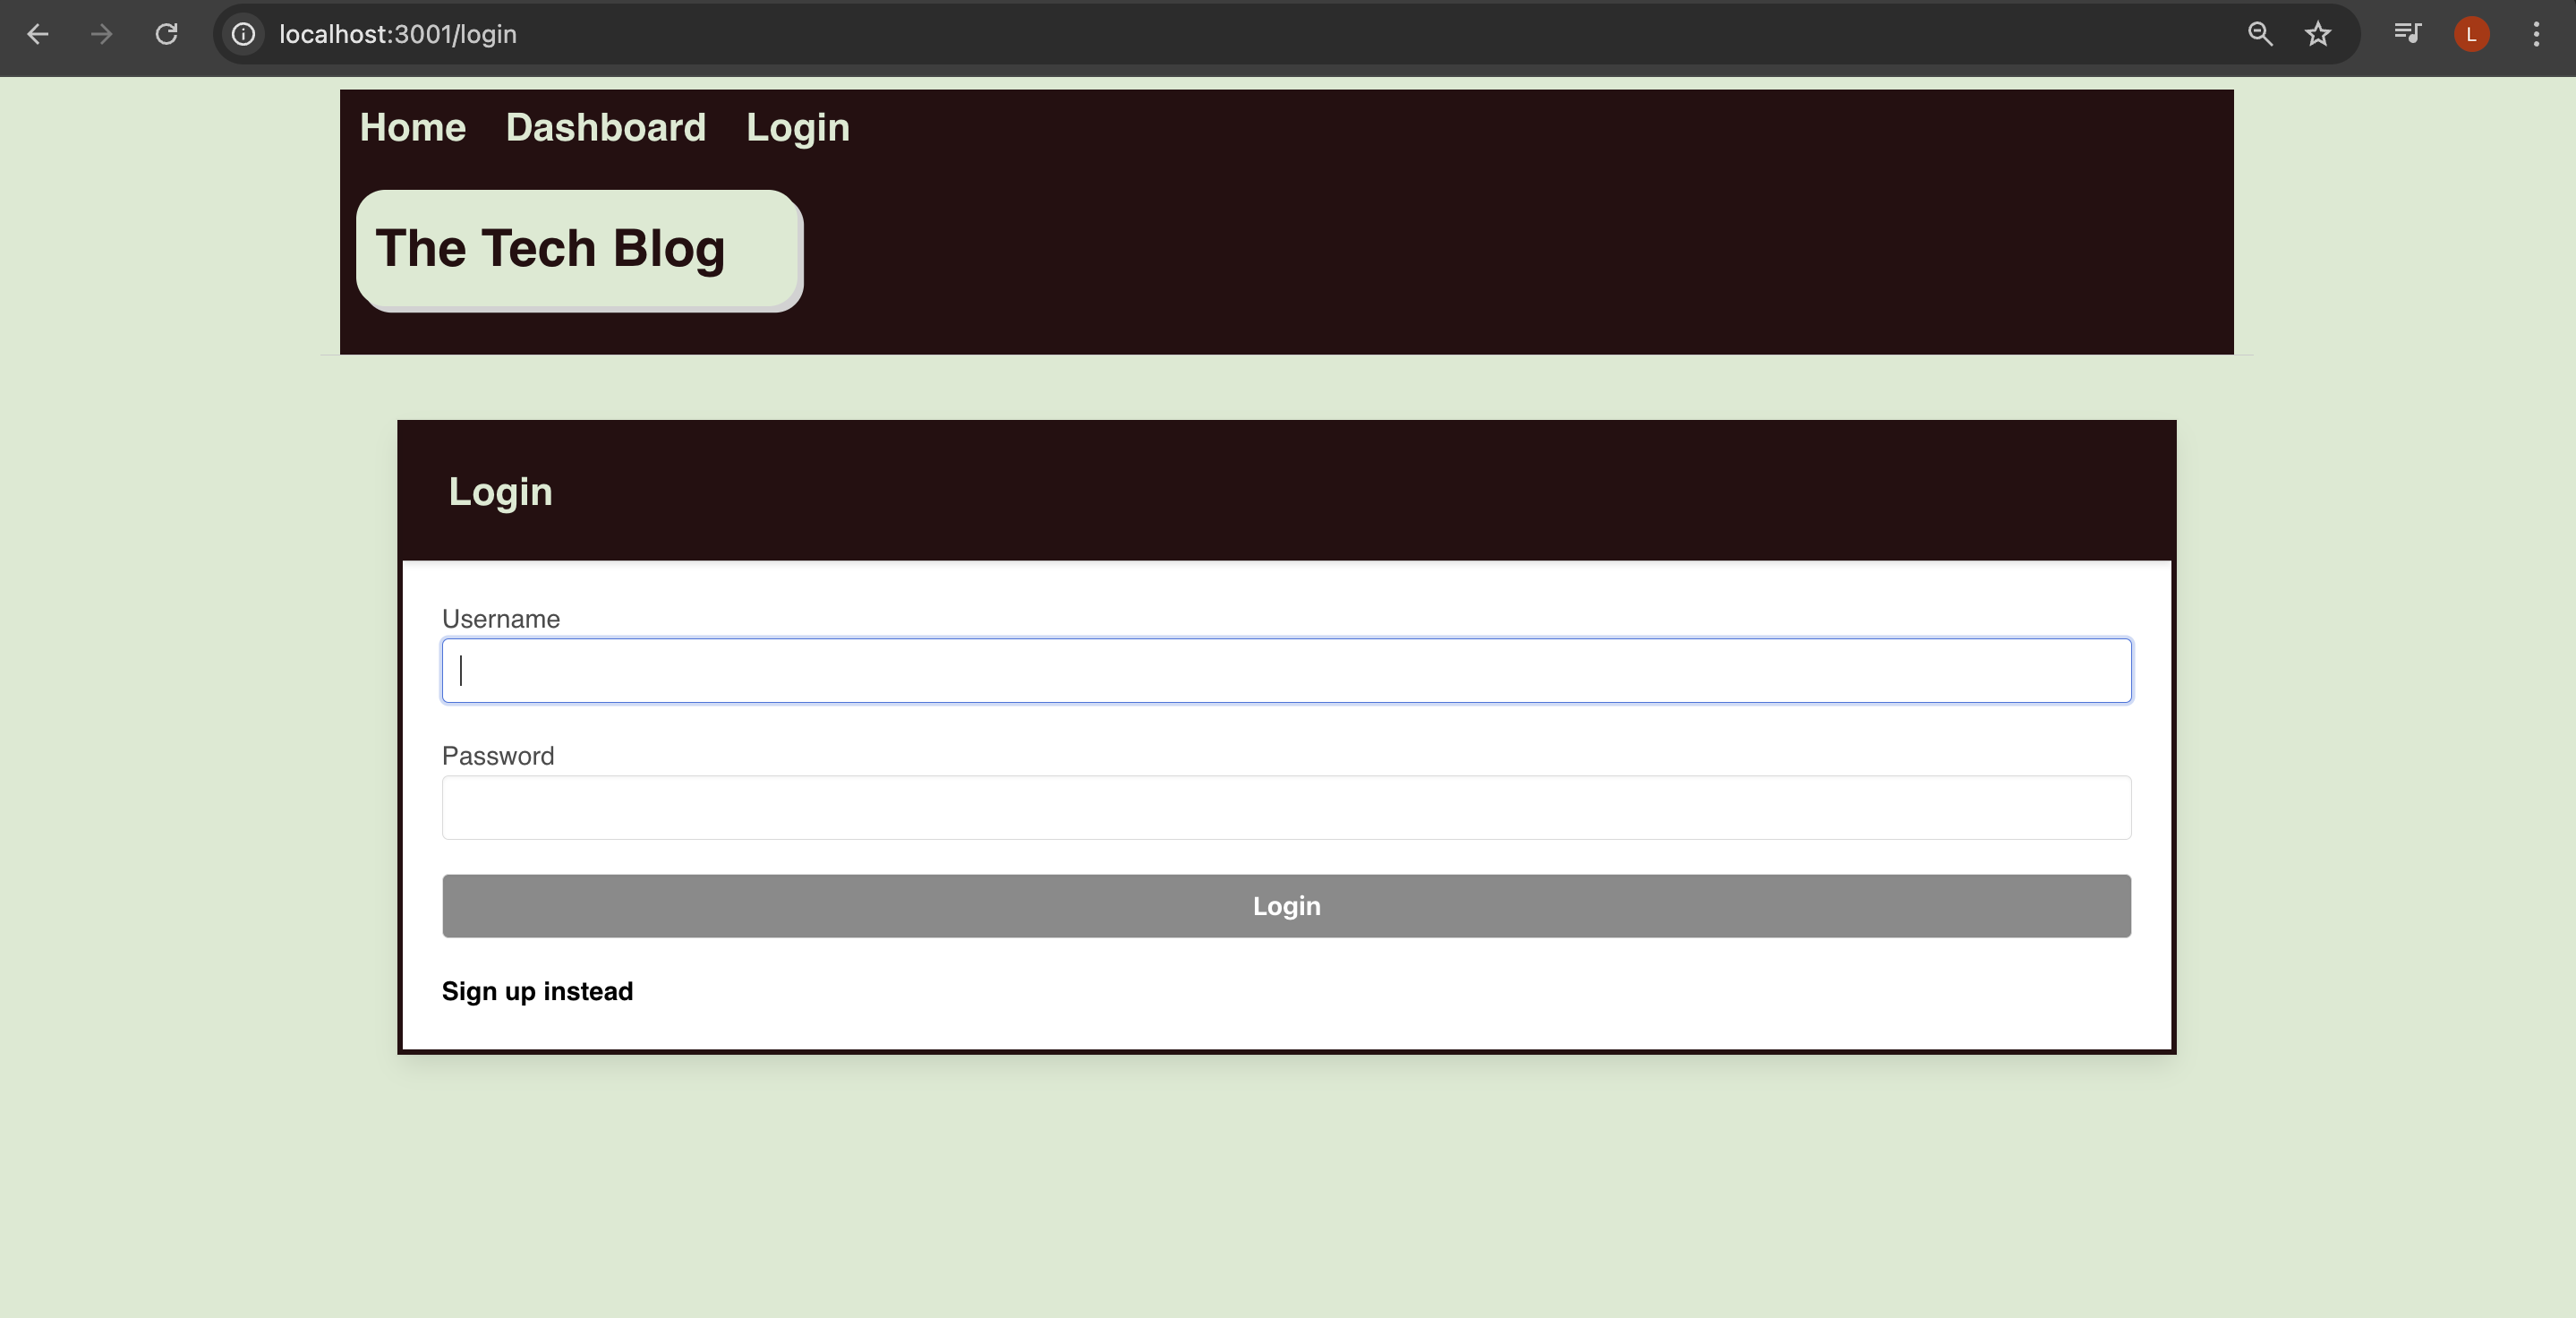 localhost:3001/login
L
Home Dashboard Login
The Tech Blog
Login
Username
Password
Login
Sign up instead